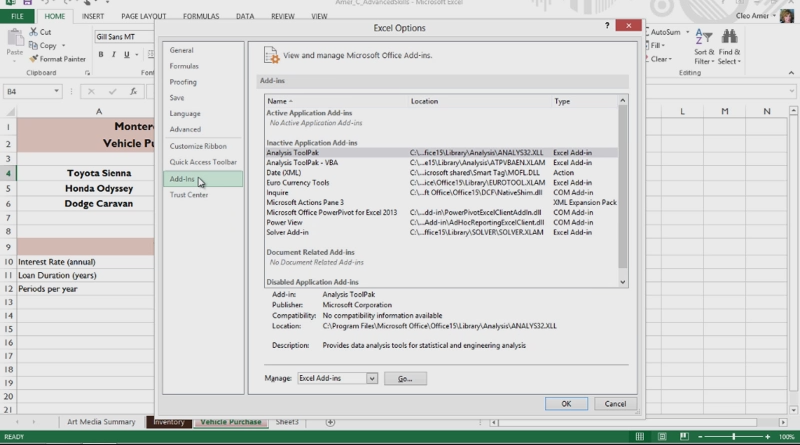 Amer_C_AdvancedSkills - Microsoft Excel
FILE HOME INSERT PAGE LAYOUT FORMULAS DATA REVIEW Cleo Amer
Cut
Copy
Format Painter
Paste
Clipboard
Gill Sans MT
B I U
AutoSum
Fill
Clear
Sort &
Filter
Find &
Select
Editing
B4
A K L M N
1 Monter
2 Vehicle Pu
3
4 Toyota Sienna
5 Honda Odyssey
6 Dodge Caravan
8
9
10 Interest Rate (annual)
11 Loan Duration (years)
12 Periods per year
13
14
15
16
17
18
19
20
21
Excel Options
General
Formulas
Proofing
Save
Language
Advanced
Customize Ribbon
Quick Access Toolbar
Add-Ins
Trust Center
View and manage Microsoft Office Add-ins.
Add-ins
Name Location Type
Active Application Add-ins
No Active Application Add-ins
Inactive Application Add-ins
Analysis ToolPak C:\...ffice15\Library\Analysis\ANALYS32.XLL Excel Add-in
Analysis ToolPak - VBA C:\...e15\Library\Analysis\ATPVBAEN.XLAM Excel Add-in
Date (XML) C:\...icrosoft shared\Smart Tag\MOFL.DLL Action
Euro Currency Tools C:\...ice\Office15\Library\EUROTOOL.XLAM Excel Add-in
Inquire C:\...ft Office\Office15\DCF\NativeShim.dll COM Add-in
Microsoft Actions Pane 3 XML Expansion Pack
Microsoft Office PowerPivot for Excel 2013 C:\...dd-in\PowerPivotExcelClientAddIn.dll COM Add-in
Power View C:\...Add-in\AdHocReportingExcelClient.dll COM Add-in
Solver Add-in C:\...ffice15\Library\SOLVER\SOLVER.XLAM Excel Add-in
Document Related Add-ins
No Document Related Add-ins
Disabled Application Add-ins
Add-in: Analysis ToolPak
Publisher: Microsoft Corporation
Compatibility: No compatibility information available
Location: C:\Program Files\Microsoft Office\Office15\Library\Analysis\ANALYS32.XLL
Description: Provides data analysis tools for statistical and engineering analysis
Manage: Excel Add-ins Go...
OK Cancel
Art Media Summary Inventory Vehicle Purchase Sheet3
READY 100%